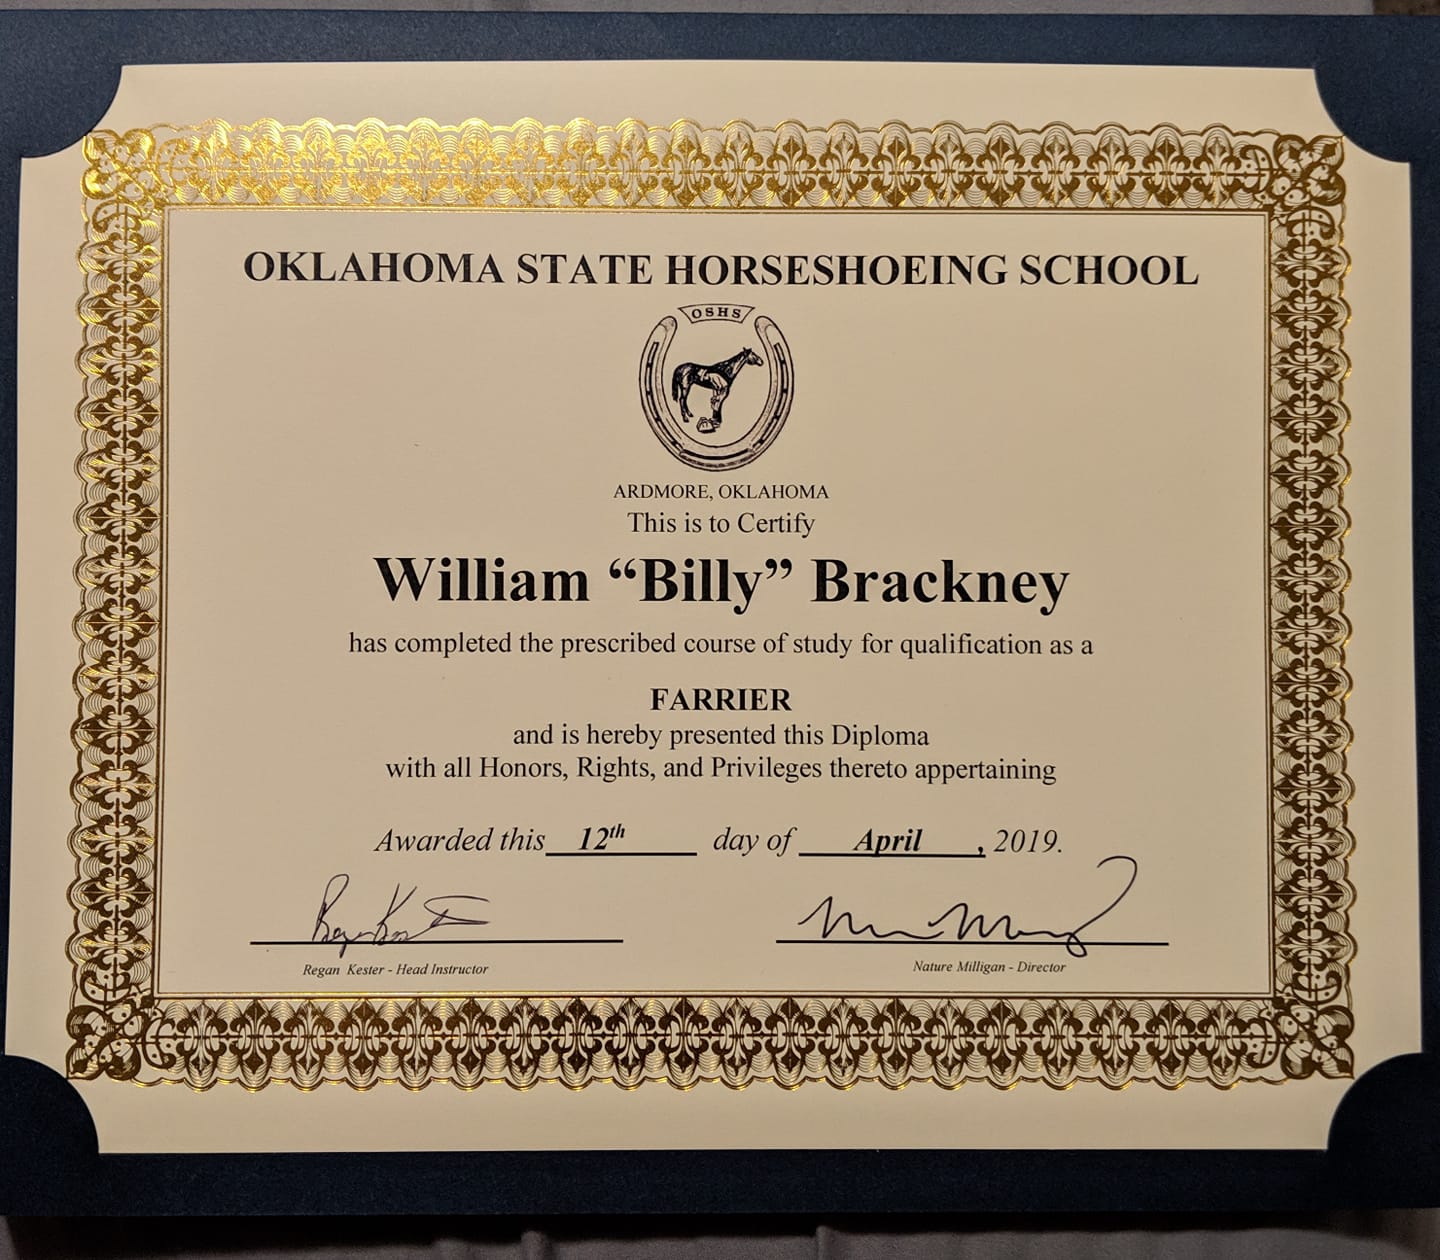 OKLAHOMA STATE HORSESHOEING SCHOOL
OSHS
ARDMORE, OKLAHOMA
This is to Certify
William “Billy” Brackney
has completed the prescribed course of study for qualification as a
FARRIER
and is hereby presented this Diploma
with all Honors, Rights, and Privileges thereto appertaining
Awarded this 12th day of April , 2019.
Regan Kester - Head Instructor
Nature Milligan - Director